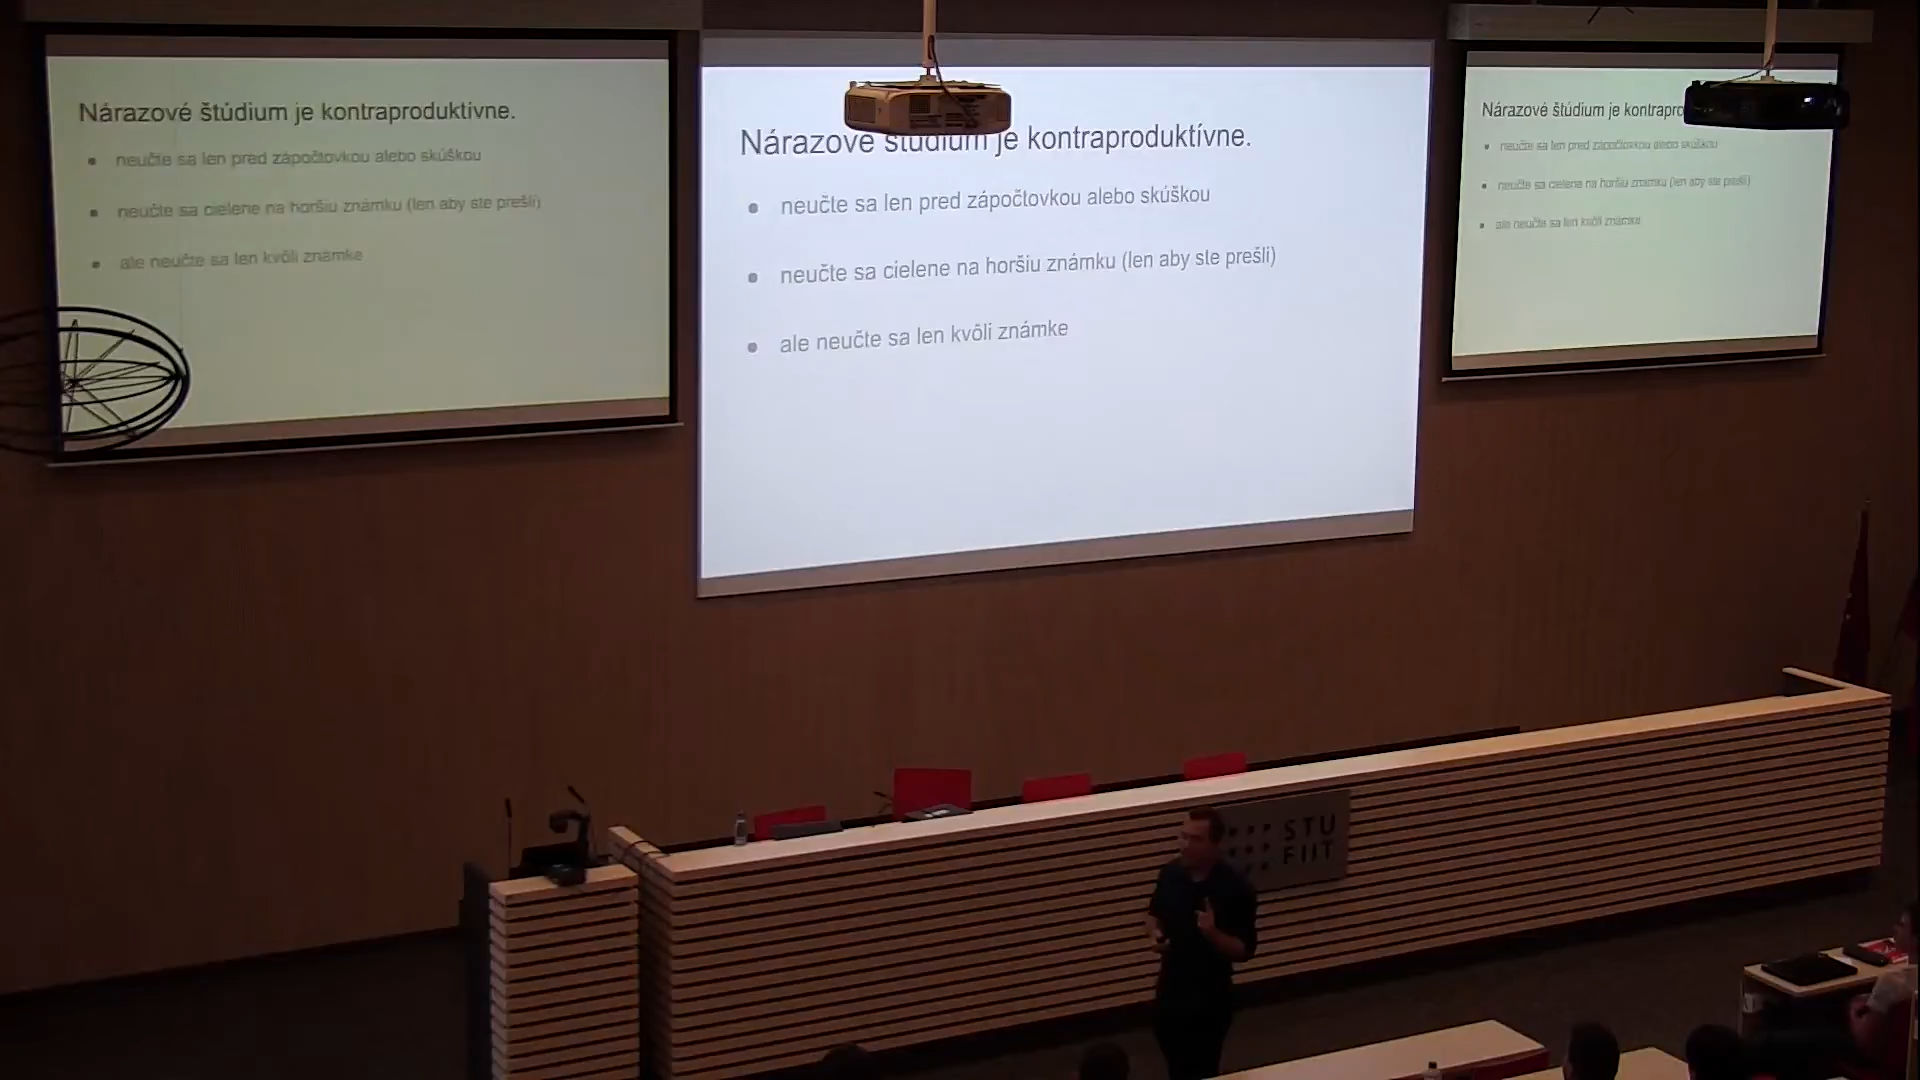 Nárazové štúdium je kontraproduktívne.
neučte sa len pred zápočtovkou alebo skúškou
neučte sa cielene na horšiu známku (len aby ste prešli)
ale neučte sa len kvôli známke
Nárazové štúdium je kontraproduktívne.
neučte sa len pred zápočtovkou alebo skúškou
neučte sa cielene na horšiu známku (len aby ste prešli)
ale neučte sa len kvôli známke
Nárazové štúdium je kontrapro
neučte sa len pred zápočtovkou alebo skúškou
neučte sa cielene na horšiu známku (len aby ste prešli)
ale neučte sa len kvôli známke
STU
FIIT